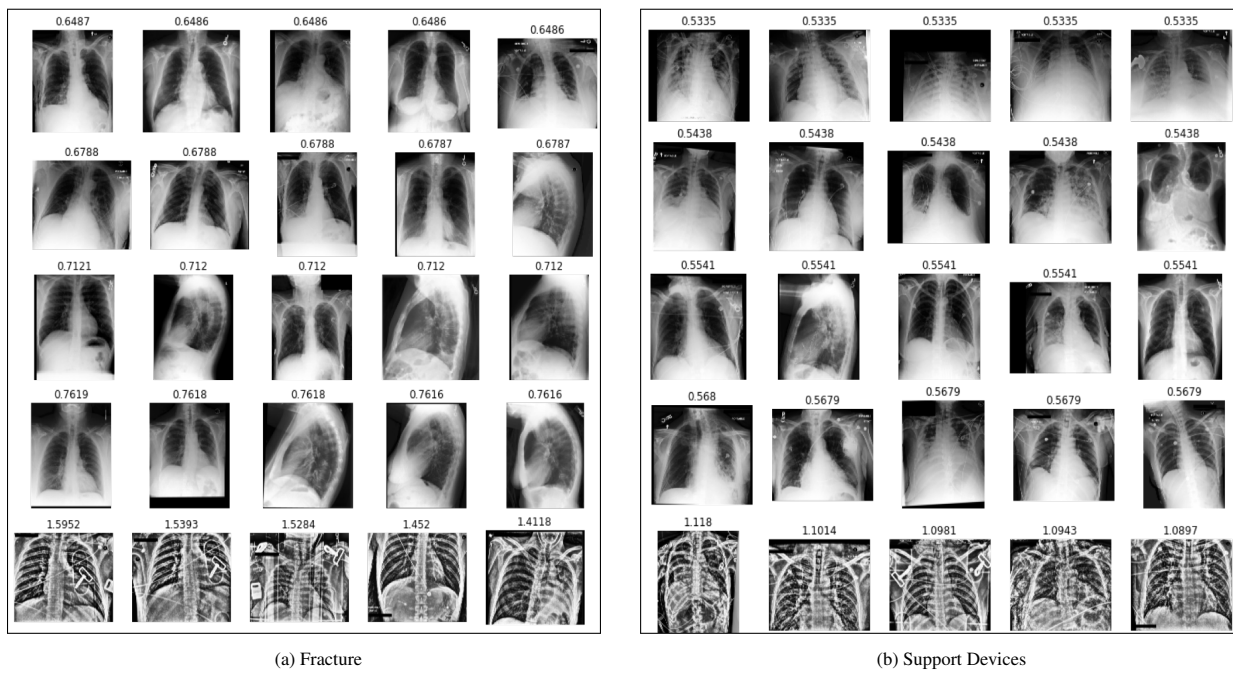 0.6487 0.6486 0.6486 0.6486 0.6486
0.6788 0.6788 0.6788 0.6787 0.6787
0.7121 0.712 0.712 0.712 0.712
0.7619 0.7618 0.7618 0.7616 0.7616
1.5952 1.5393 1.5284 1.452 1.4118
(a) Fracture
0.5335 0.5335 0.5335 0.5335 0.5335
0.5438 0.5438 0.5438 0.5438 0.5438
0.5541 0.5541 0.5541 0.5541 0.5541
0.568 0.5679 0.5679 0.5679 0.5679
1.118 1.1014 1.0981 1.0943 1.0897
(b) Support Devices